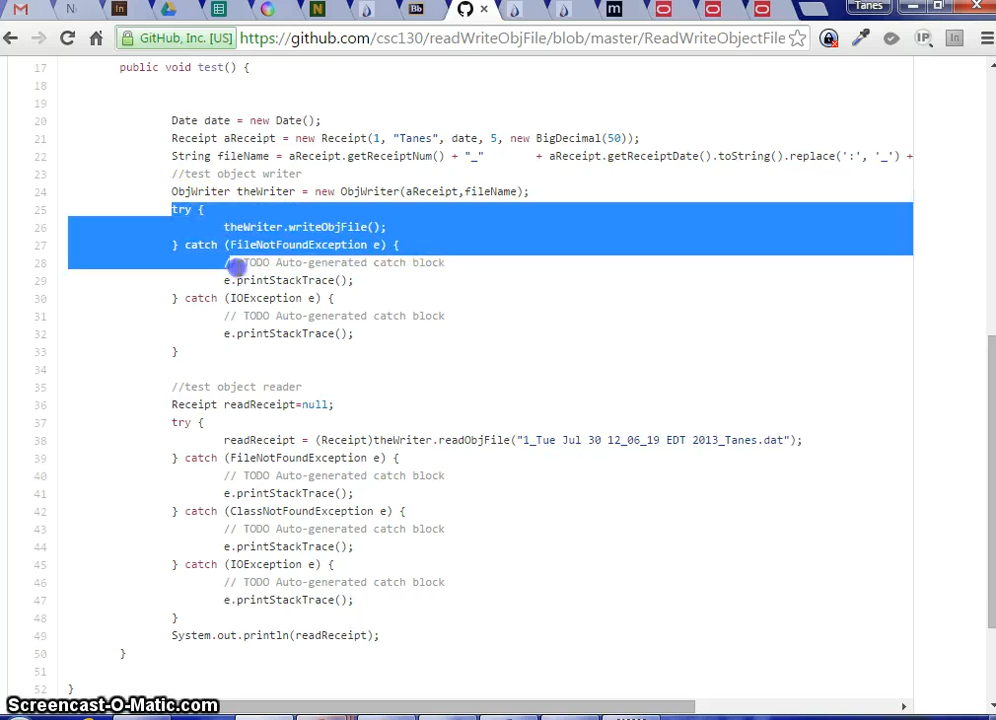 Tanes
GitHub, Inc. [US] https://github.com/csc130/readWriteObjFile/blob/master/ReadWriteObjectFile
17 public void test() {
18
19
20 Date date = new Date();
21 Receipt aReceipt = new Receipt(1, "Tanes", date, 5, new BigDecimal(50));
22 String fileName = aReceipt.getReceiptNum() + "_" + aReceipt.getReceiptDate().toString().replace(':', '_') +
23 //test object writer
24 ObjWriter theWriter = new ObjWriter(aReceipt,fileName);
25 try {
26 theWriter.writeObjFile();
27 } catch (FileNotFoundException e) {
28 // TODO Auto-generated catch block
29 e.printStackTrace();
30 } catch (IOException e) {
31 // TODO Auto-generated catch block
32 e.printStackTrace();
33 }
34
35 //test object reader
36 Receipt readReceipt=null;
37 try {
38 readReceipt = (Receipt)theWriter.readObjFile("1_Tue Jul 30 12_06_19 EDT 2013_Tanes.dat");
39 } catch (FileNotFoundException e) {
40 // TODO Auto-generated catch block
41 e.printStackTrace();
42 } catch (ClassNotFoundException e) {
43 // TODO Auto-generated catch block
44 e.printStackTrace();
45 } catch (IOException e) {
46 // TODO Auto-generated catch block
47 e.printStackTrace();
48 }
49 System.out.println(readReceipt);
50 }
51
52 }
Screencast-O-Matic.com